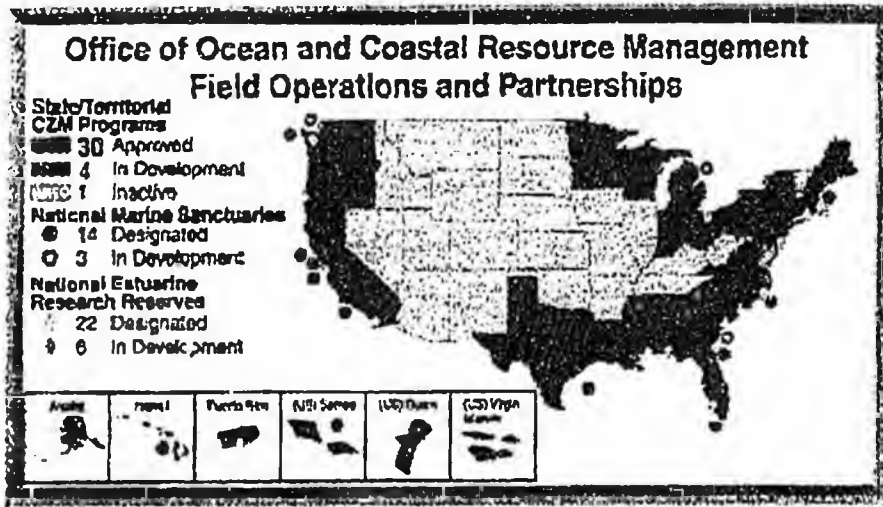 Office of Ocean and Coastal Resource Management
Field Operations and Partnerships
State/Territorial
CZM Programs
30 Approved
4 In Development
1 Inactive
National Marine Sanctuaries
14 Designated
3 In Development
National Estuarine
Research Reserved
22 Designated
6 In Development
Alaska
Hawaii
Puerto Rico
(US) Samoa
(US) Guam
(US) Virgin
Islands